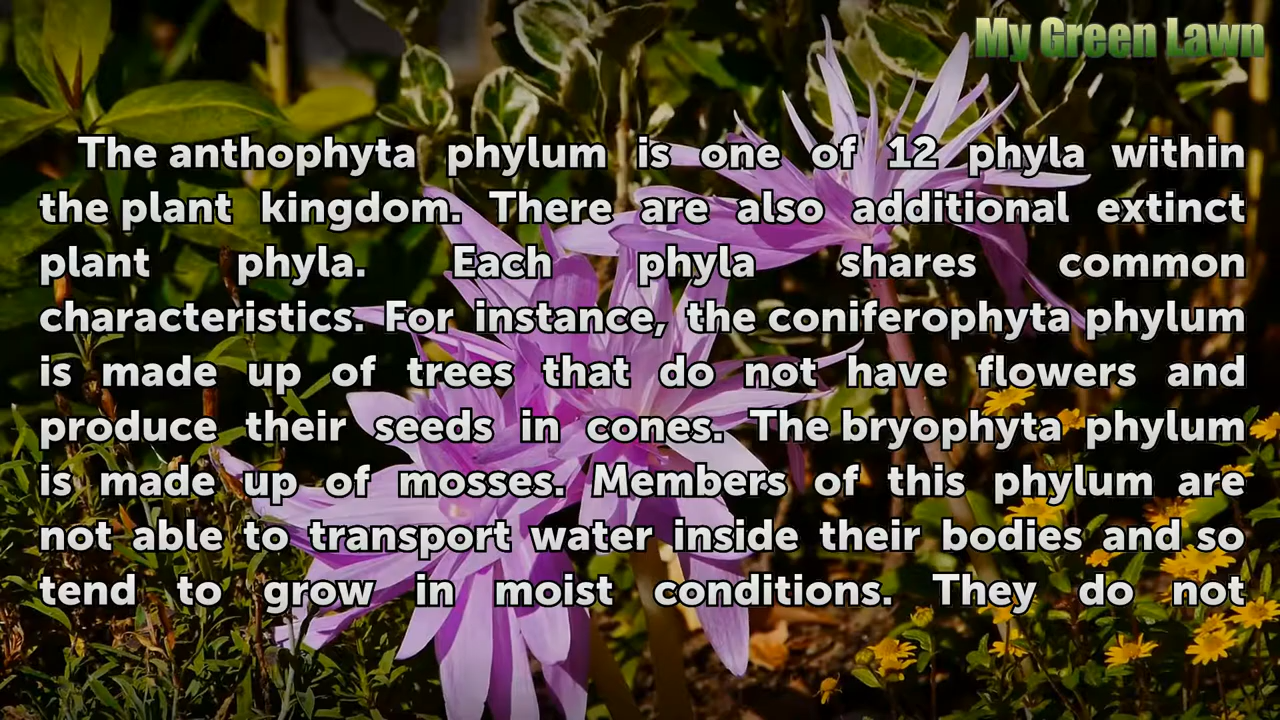 My Green Lawn
The anthophyta phylum is one of 12 phyla within
the plant kingdom. There are also additional extinct
plant phyla. Each phyla shares common
characteristics. For instance, the coniferophyta phylum
is made up of trees that do not have flowers and
produce their seeds in cones. The bryophyta phylum
is made up of mosses. Members of this phylum are
not able to transport water inside their bodies and so
tend to grow in moist conditions. They do not